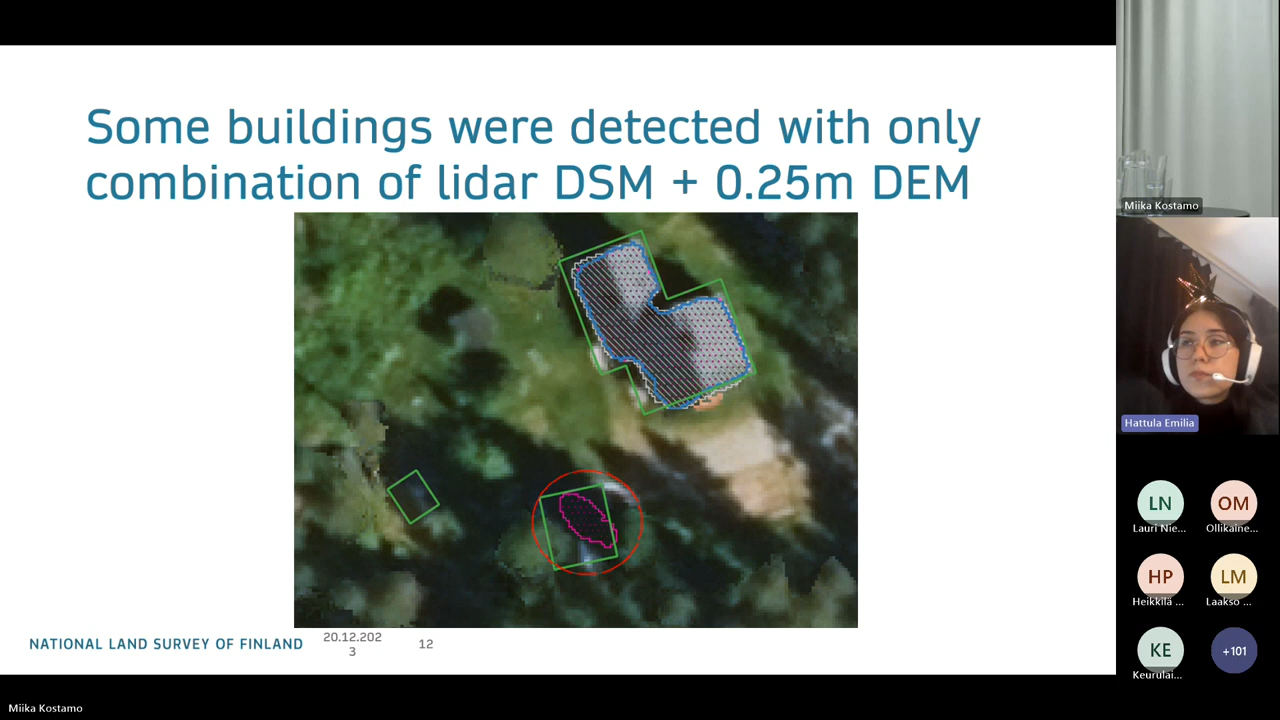 Some buildings were detected with only
combination of lidar DSM + 0.25m DEM
NATIONAL LAND SURVEY OF FINLAND
20.12.202
3
12
Miika Kostamo
Miika Kostamo
Hattula Emilia
LN
Lauri Nie...
OM
Ollikaine...
HP
Heikkilä ...
LM
Laakso ...
KE
Keurulai...
+101